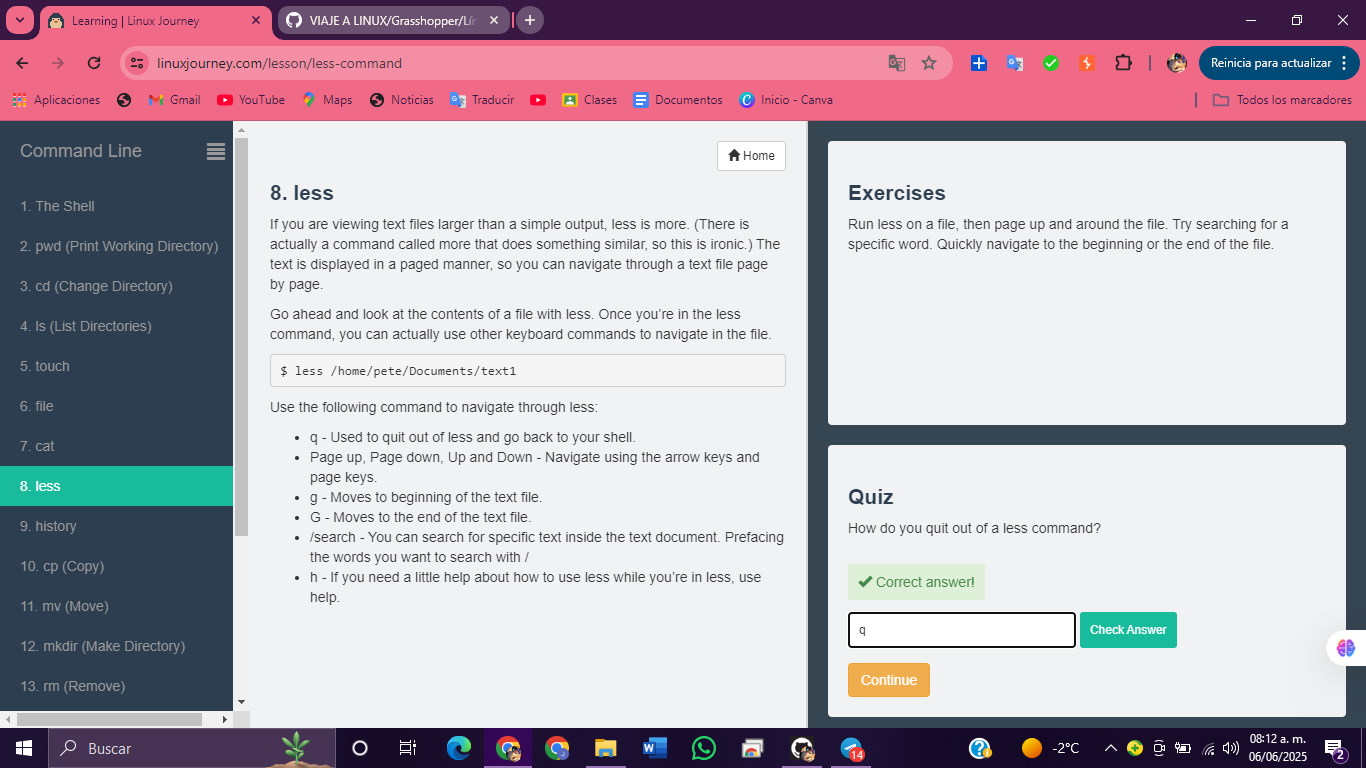 Learning | Linux Journey
VIAJE A LINUX/Grasshopper/Lin
linuxjourney.com/lesson/less-command
Reinicia para actualizar
Aplicaciones
Gmail
YouTube
Maps
Noticias
Traducir
Clases
Documentos
Inicio - Canva
Todos los marcadores
Command Line
1. The Shell
2. pwd (Print Working Directory)
3. cd (Change Directory)
4. ls (List Directories)
5. touch
6. file
7. cat
8. less
9. history
10. cp (Copy)
11. mv (Move)
12. mkdir (Make Directory)
13. rm (Remove)
Home
8. less
If you are viewing text files larger than a simple output, less is more. (There is
actually a command called more that does something similar, so this is ironic.) The
text is displayed in a paged manner, so you can navigate through a text file page
by page.
Go ahead and look at the contents of a file with less. Once you’re in the less
command, you can actually use other keyboard commands to navigate in the file.
$ less /home/pete/Documents/text1
Use the following command to navigate through less:
• q - Used to quit out of less and go back to your shell.
• Page up, Page down, Up and Down - Navigate using the arrow keys and
page keys.
• g - Moves to beginning of the text file.
• G - Moves to the end of the text file.
• /search - You can search for specific text inside the text document. Prefacing
the words you want to search with /
• h - If you need a little help about how to use less while you’re in less, use
help.
Exercises
Run less on a file, then page up and around the file. Try searching for a
specific word. Quickly navigate to the beginning or the end of the file.
Quiz
How do you quit out of a less command?
Correct answer!
q
Check Answer
Continue
Buscar
14
-2°C
08:12 a. m.
06/06/2025
2